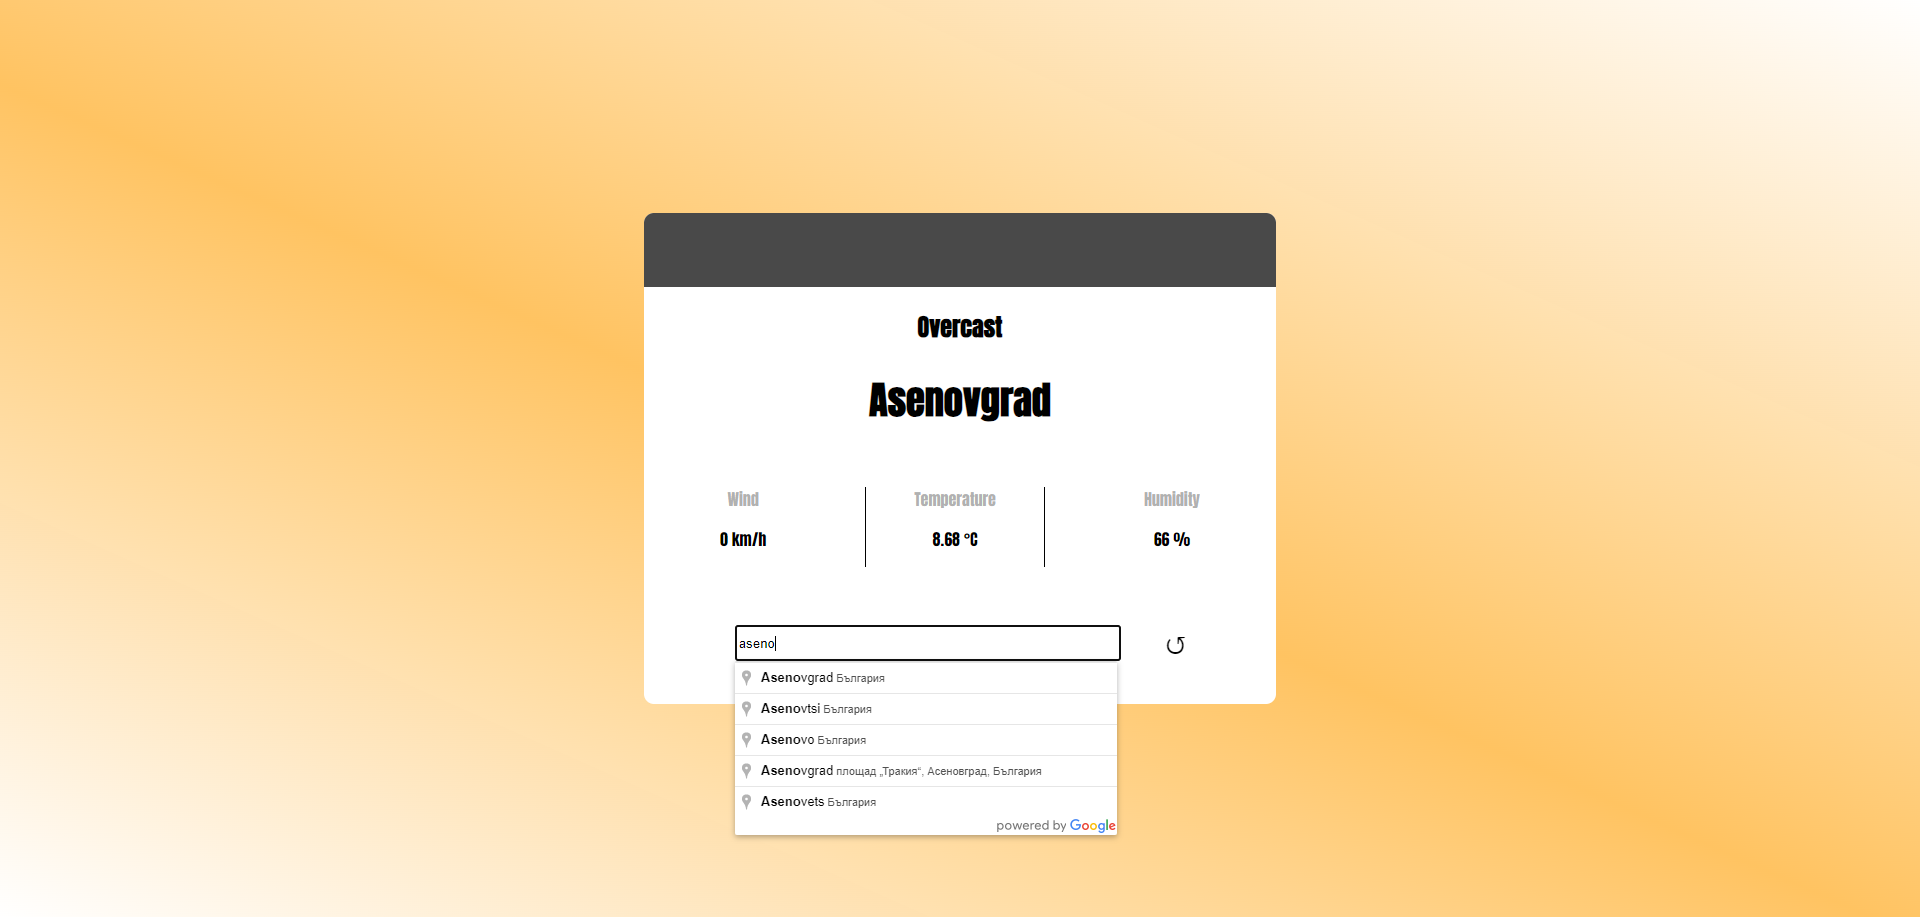 Overcast
Asenovgrad
Wind
Temperature
Humidity
0 km/h
8.68 °C
66 %
aseno
Asenovgrad България
Asenovtsi България
Asenovo България
Asenovgrad площад „Тракия“, Асеновград, България
Asenovets България
powered by Google